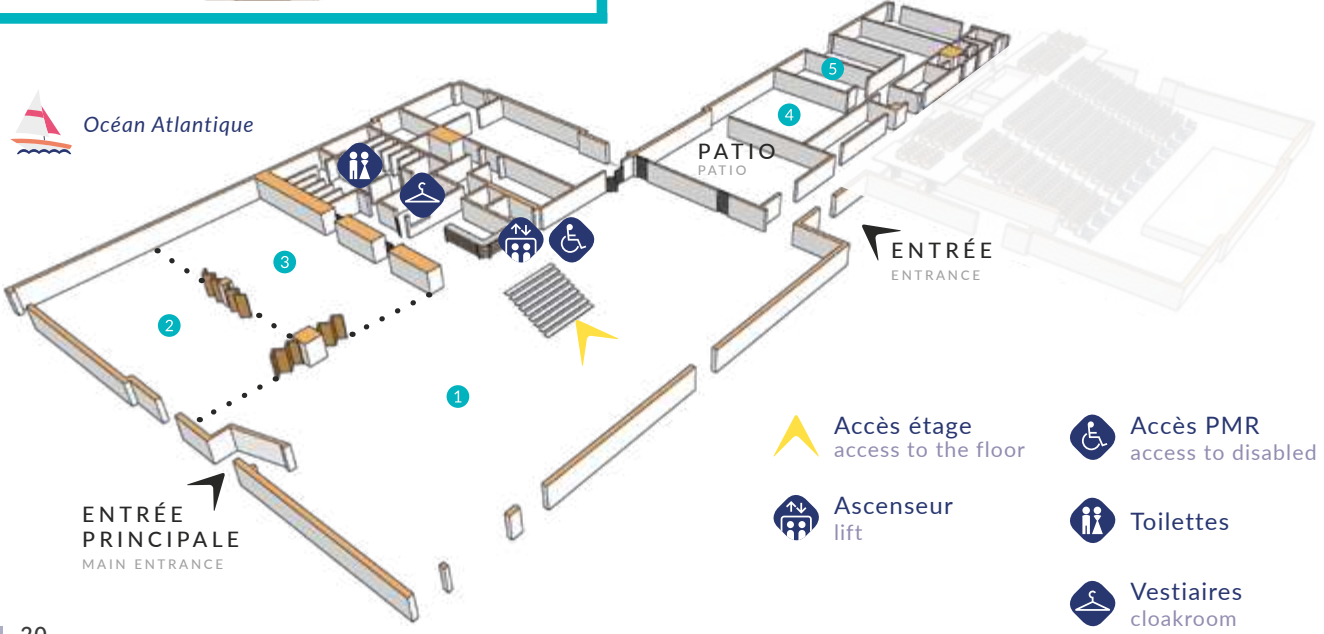 Océan Atlantique
5
4
PATIO
PATIO
ENTRÉE
ENTRANCE
3
2
1
ENTRÉE
PRINCIPALE
MAIN ENTRANCE
Accès étage
access to the floor
Ascenseur
lift
Accès PMR
access to disabled
Toilettes
Vestiaires
cloakroom
20